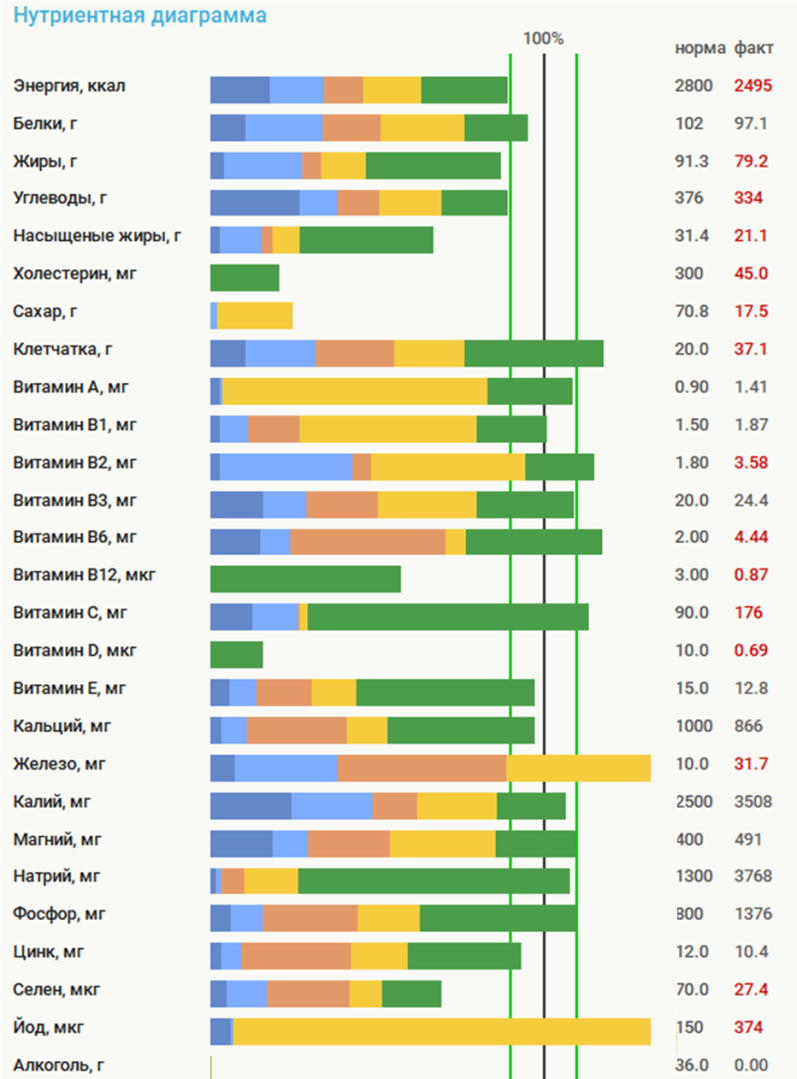 Нутриентная диаграмма
100%
норма факт
Энергия, ккал 2800 2495
Белки, г 102 97.1
Жиры, г 91.3 79.2
Углеводы, г 376 334
Насыщеные жиры, г 31.4 21.1
Холестерин, мг 300 45.0
Сахар, г 70.8 17.5
Клетчатка, г 20.0 37.1
Витамин A, мг 0.90 1.41
Витамин B1, мг 1.50 1.87
Витамин B2, мг 1.80 3.58
Витамин B3, мг 20.0 24.4
Витамин B6, мг 2.00 4.44
Витамин B12, мкг 3.00 0.87
Витамин C, мг 90.0 176
Витамин D, мкг 10.0 0.69
Витамин E, мг 15.0 12.8
Кальций, мг 1000 866
Железо, мг 10.0 31.7
Калий, мг 2500 3508
Магний, мг 400 491
Натрий, мг 1300 3768
Фосфор, мг 800 1376
Цинк, мг 12.0 10.4
Селен, мкг 70.0 27.4
Йод, мкг 150 374
Алкоголь, г 36.0 0.00